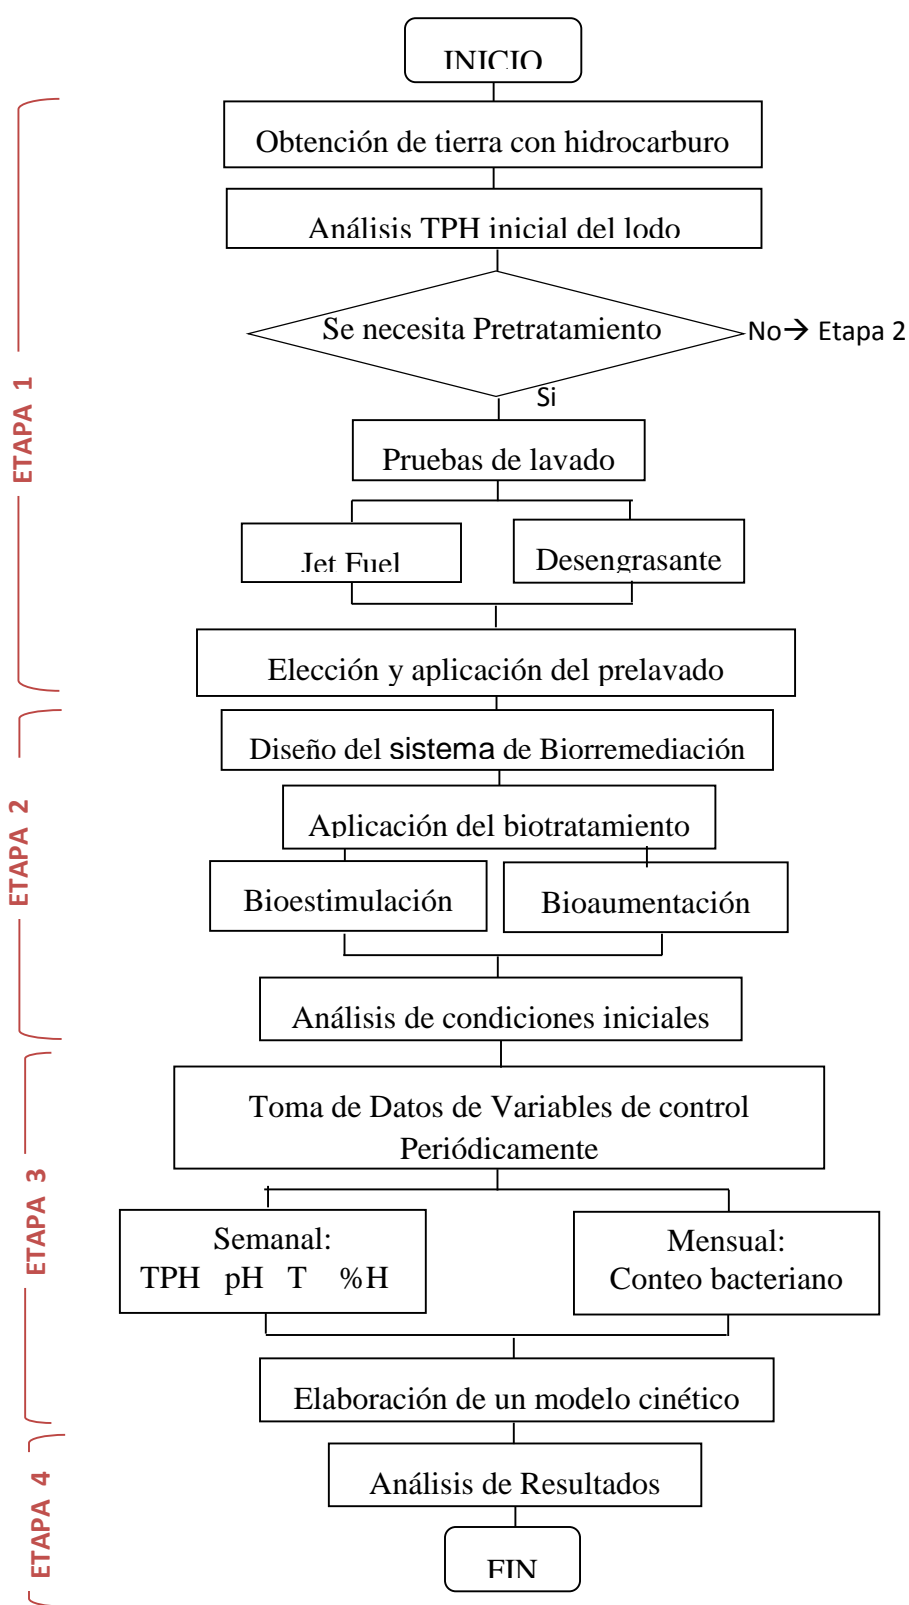 INICIO
ETAPA 1
Obtención de tierra con hidrocarburo
Análisis TPH inicial del lodo
Se necesita Pretratamiento
No→ Etapa 2
Si
Pruebas de lavado
Jet Fuel
Desengrasante
Elección y aplicación del prelavado
ETAPA 2
Diseño del sistema de Biorremediación
Aplicación del biotratamiento
Bioestimulación
Bioaumentación
Análisis de condiciones iniciales
ETAPA 3
Toma de Datos de Variables de control
Periódicamente
Semanal:
TPH pH T %H
Mensual:
Conteo bacteriano
Elaboración de un modelo cinético
ETAPA 4
Análisis de Resultados
FIN